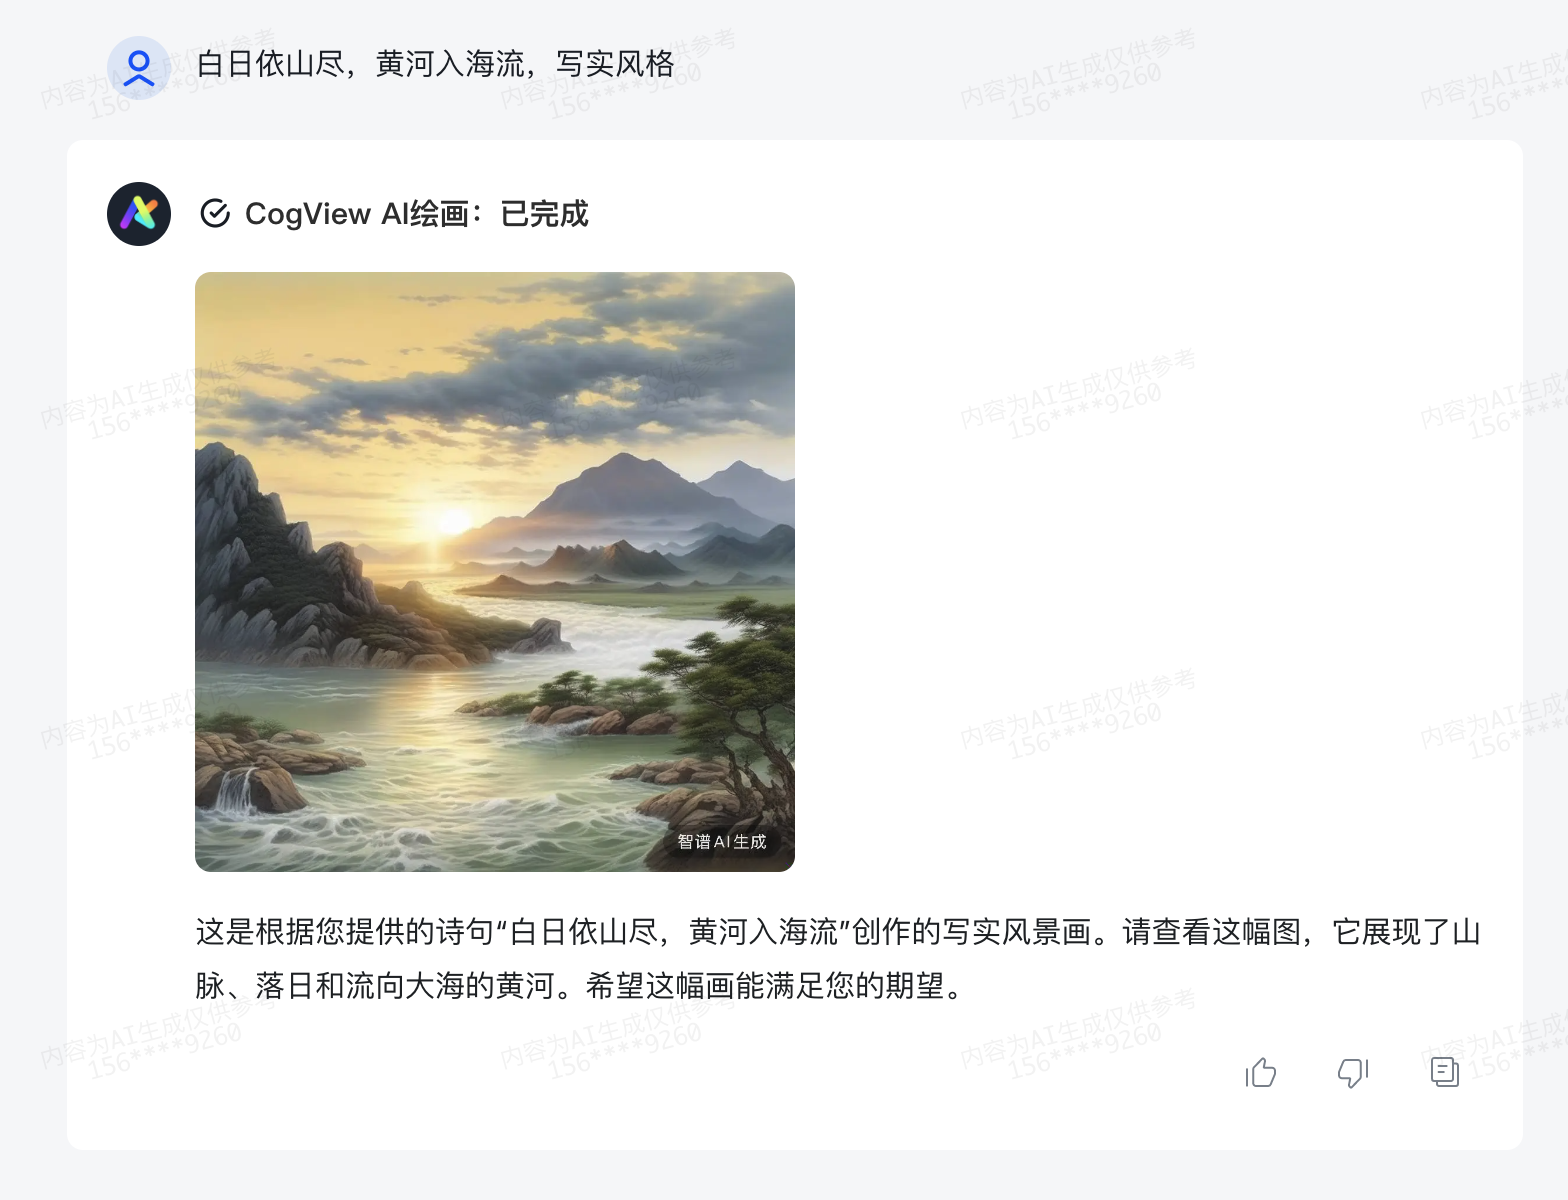 白日依山尽，黄河入海流，写实风格
CogView AI绘画：已完成
智谱AI生成
这是根据您提供的诗句“白日依山尽，黄河入海流”创作的写实风景画。请查看这幅图，它展现了山
脉、落日和流向大海的黄河。希望这幅画能满足您的期望。
内容为AI生成仅供参考
156****9260